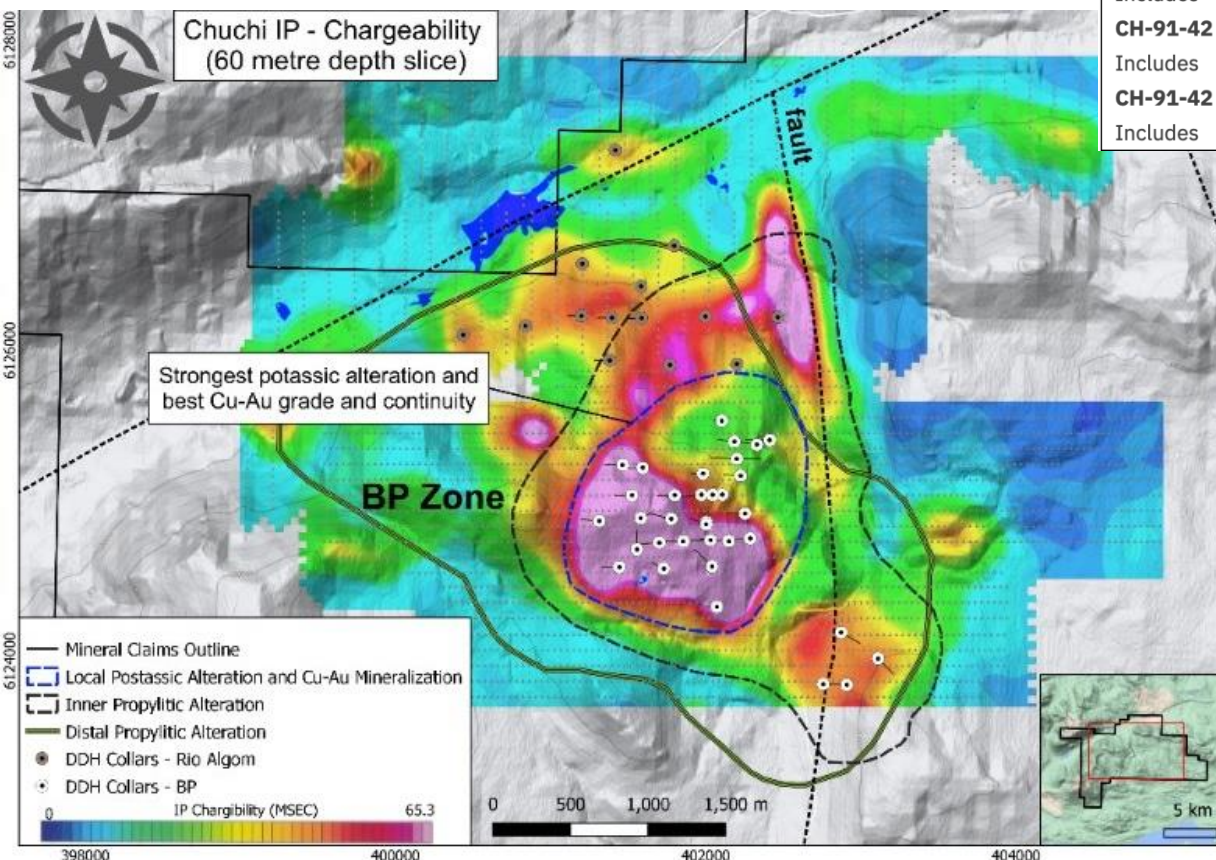 Includes
CH-91-42
Includes
CH-91-42
Includes
Chuchi IP - Chargeability
(60 metre depth slice)
6128000
fault
6126000
Strongest potassic alteration and
best Cu-Au grade and continuity
BP Zone
6124000
Mineral Claims Outline
Local Postassic Alteration and Cu-Au Mineralization
Inner Propylitic Alteration
Distal Propylitic Alteration
DDH Collars - Rio Algom
DDH Collars - BP
0 IP Chargibility (MSEC) 65.3
0 500 1,000 1,500 m
5 km
398000 400000 402000 404000